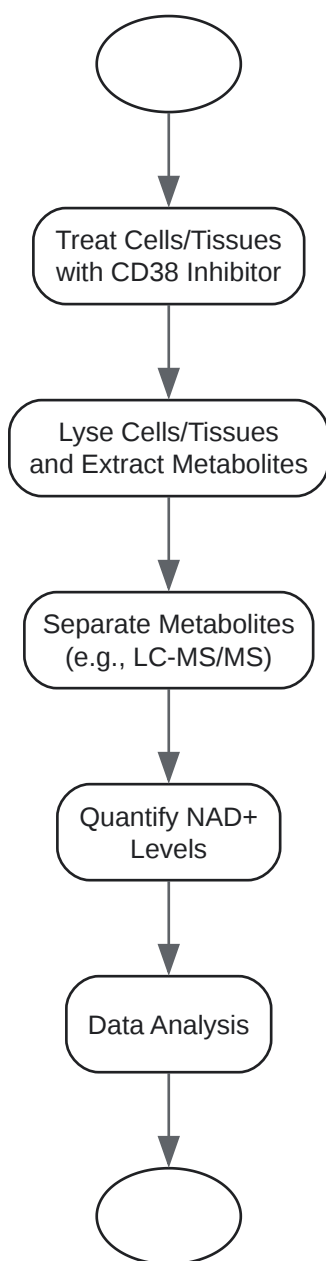 Treat Cells/Tissues
with CD38 Inhibitor
Lyse Cells/Tissues
and Extract Metabolites
Separate Metabolites
(e.g., LC-MS/MS)
Quantify NAD+
Levels
Data Analysis